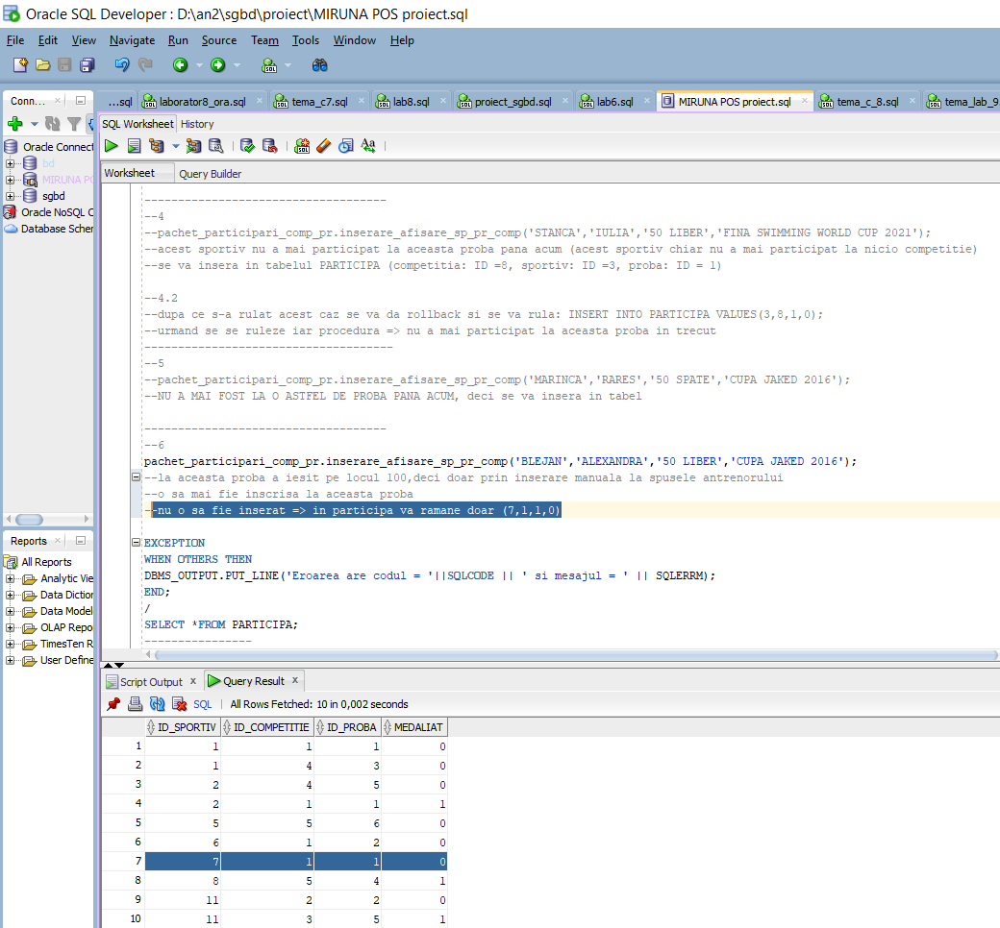 Oracle SQL Developer : D:\an2\sgbd\proiect\MIRUNA POS proiect.sql
File Edit View Navigate Run Source Team Tools Window Help
Conn... ...sql laborator8_ora.sql tema_c7.sql lab8.sql proiect_sgbd.sql lab6.sql MIRUNA POS proiect.sql tema_c_8.sql tema_lab_9
SQL Worksheet History
Oracle Connect
bd
MIRUNA PO
sgbd
Oracle NoSQL C
Database Scher
Worksheet Query Builder
----------------------------------
--4
--pachet_participari_comp_pr.inserare_afisare_sp_pr_comp('STANCA','IULIA','50 LIBER','FINA SWIMMING WORLD CUP 2021');
--acest sportiv nu a mai participat la aceasta proba pana acum (acest sportiv chiar nu a mai participat la nicio competitie)
--se va insera in tabelul PARTICIPA (competitia: ID =8, sportiv: ID =3, proba: ID = 1)
--4.2
--dupa ce s-a rulat acest caz se va da rollback si se va rula: INSERT INTO PARTICIPA VALUES(3,8,1,0);
--urmand se se ruleze iar procedura => nu a mai participat la aceasta proba in trecut
-----------------------------------
--5
--pachet_participari_comp_pr.inserare_afisare_sp_pr_comp('MARINCA','RARES','50 SPATE','CUPA JAKED 2016');
--NU A MAI FOST LA O ASTFEL DE PROBA PANA ACUM, deci se va insera in tabel
----------------------------------
--6
pachet_participari_comp_pr.inserare_afisare_sp_pr_comp('BLEJAN','ALEXANDRA','50 LIBER','CUPA JAKED 2016');
--la aceasta proba a iesit pe locul 100,deci doar prin inserare manuala la spusele antrenorului
--o sa mai fie inscrisa la aceasta proba
--nu o sa fie inserat => in participa va ramane doar (7,1,1,0)
EXCEPTION
WHEN OTHERS THEN
DBMS_OUTPUT.PUT_LINE('Eroarea are codul = '||SQLCODE || ' si mesajul = ' || SQLERRM);
END;
/
SELECT *FROM PARTICIPA;
----------------
Reports
All Reports
Analytic Vie
Data Diction
Data Model
OLAP Repo
TimesTen R
User Define
Script Output Query Result
SQL All Rows Fetched: 10 in 0,002 seconds
ID_SPORTIV ID_COMPETITIE ID_PROBA MEDALIAT
1 1 1 1 0
2 1 4 3 0
3 2 4 5 0
4 2 1 1 1
5 5 5 6 0
6 6 1 2 0
7 7 1 1 0
8 8 5 4 1
9 11 2 2 0
10 11 3 5 1